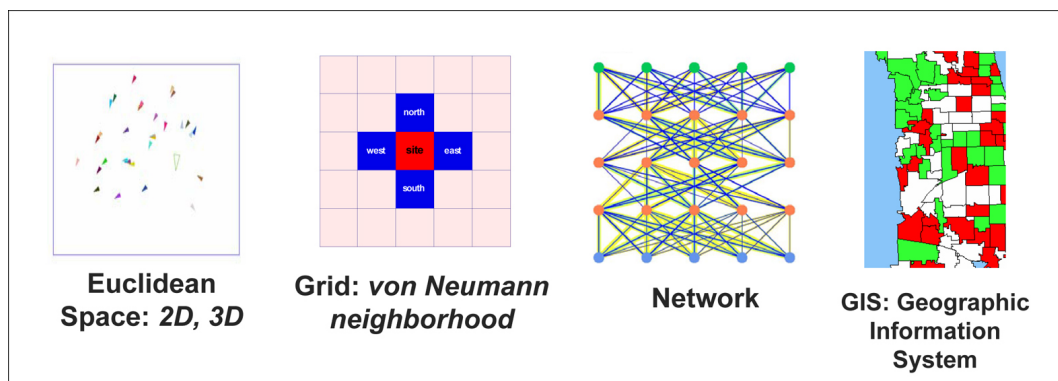 north
west
site
east
south
Euclidean
Space: 2D, 3D
Grid: von Neumann
neighborhood
Network
GIS: Geographic
Information
System